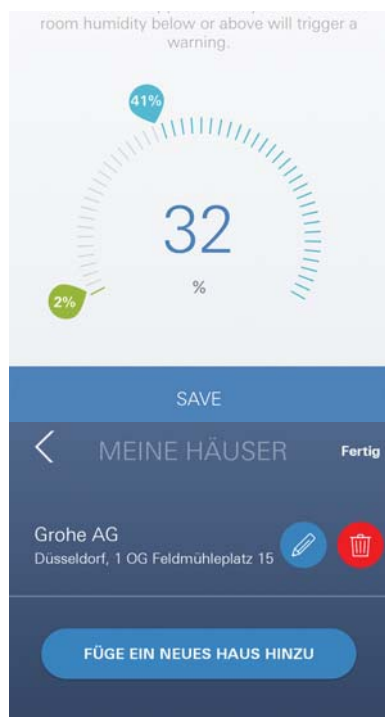 room humidity below or above will trigger a
warning.
41%
32
%
2%
SAVE
MEINE HÄUSER
Fertig
Grohe AG
Düsseldorf, 1 OG Feldmühleplatz 15
FÜGE EIN NEUES HAUS HINZU